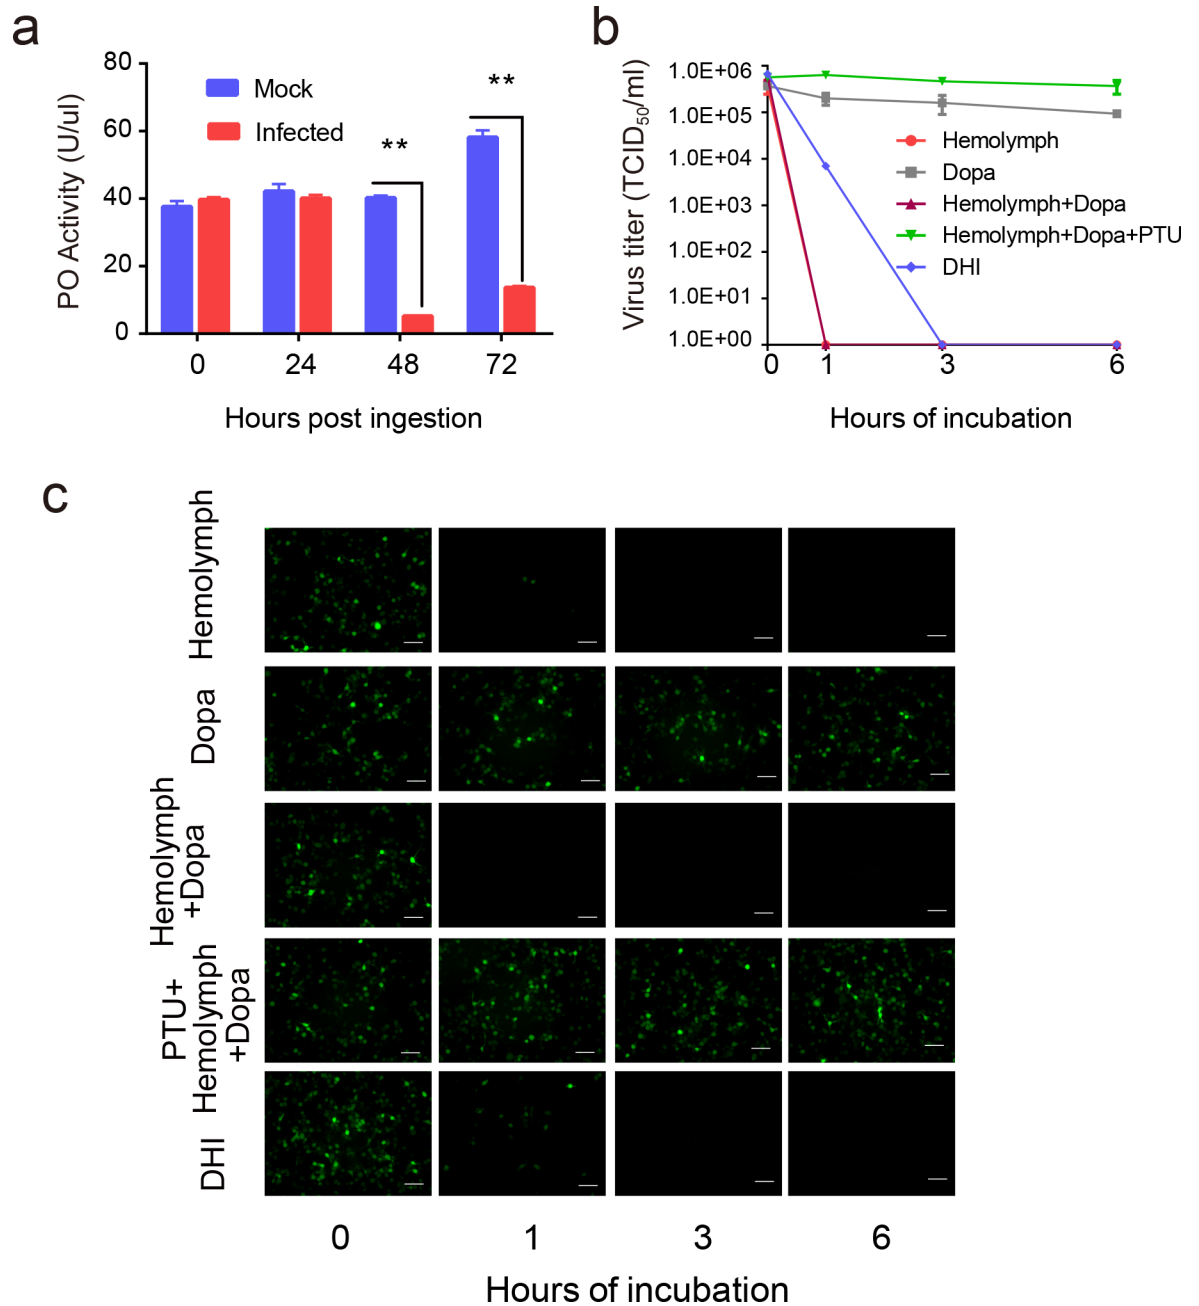 a
80
60
40
20
0
PO Activity (U/ul)
Mock
Infected
**
**
0
24
48
72
Hours post ingestion
b
1.0E+06
1.0E+05
1.0E+04
1.0E+03
1.0E+02
1.0E+01
1.0E+00
Virus titer (TCID50/ml)
Hemolymph
Dopa
Hemolymph+Dopa
Hemolymph+Dopa+PTU
DHI
0
1
3
6
Hours of incubation
c
Hemolymph
Dopa
Hemolymph
+Dopa
PTU+
Hemolymph
+Dopa
DHI
0
1
3
6
Hours of incubation